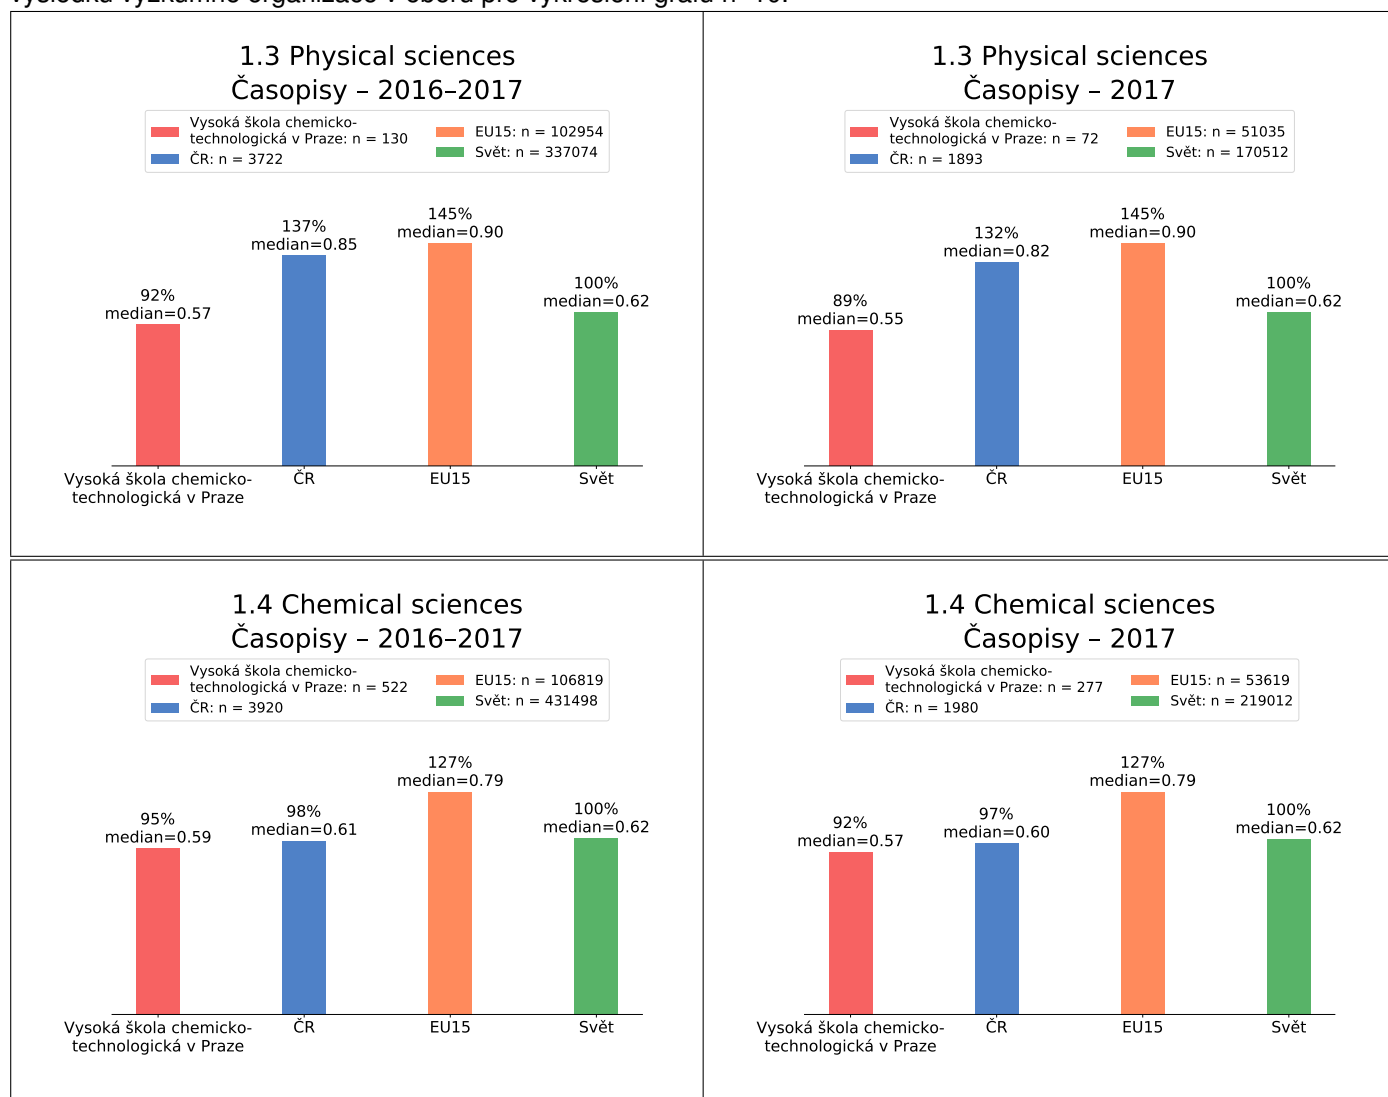 výsledků výzkumné organizace v oboru pro vykreslení grafu n=10.
1.3 Physical sciences
Časopisy – 2016–2017
Vysoká škola chemicko-
technologická v Praze: n = 130
ČR: n = 3722
EU15: n = 102954
Svět: n = 337074
92%
median=0.57
137%
median=0.85
145%
median=0.90
100%
median=0.62
Vysoká škola chemicko-
technologická v Praze
ČR
EU15
Svět
1.3 Physical sciences
Časopisy – 2017
Vysoká škola chemicko-
technologická v Praze: n = 72
ČR: n = 1893
EU15: n = 51035
Svět: n = 170512
89%
median=0.55
132%
median=0.82
145%
median=0.90
100%
median=0.62
Vysoká škola chemicko-
technologická v Praze
ČR
EU15
Svět
1.4 Chemical sciences
Časopisy – 2016–2017
Vysoká škola chemicko-
technologická v Praze: n = 522
ČR: n = 3920
EU15: n = 106819
Svět: n = 431498
95%
median=0.59
98%
median=0.61
127%
median=0.79
100%
median=0.62
Vysoká škola chemicko-
technologická v Praze
ČR
EU15
Svět
1.4 Chemical sciences
Časopisy – 2017
Vysoká škola chemicko-
technologická v Praze: n = 277
ČR: n = 1980
EU15: n = 53619
Svět: n = 219012
92%
median=0.57
97%
median=0.60
127%
median=0.79
100%
median=0.62
Vysoká škola chemicko-
technologická v Praze
ČR
EU15
Svět